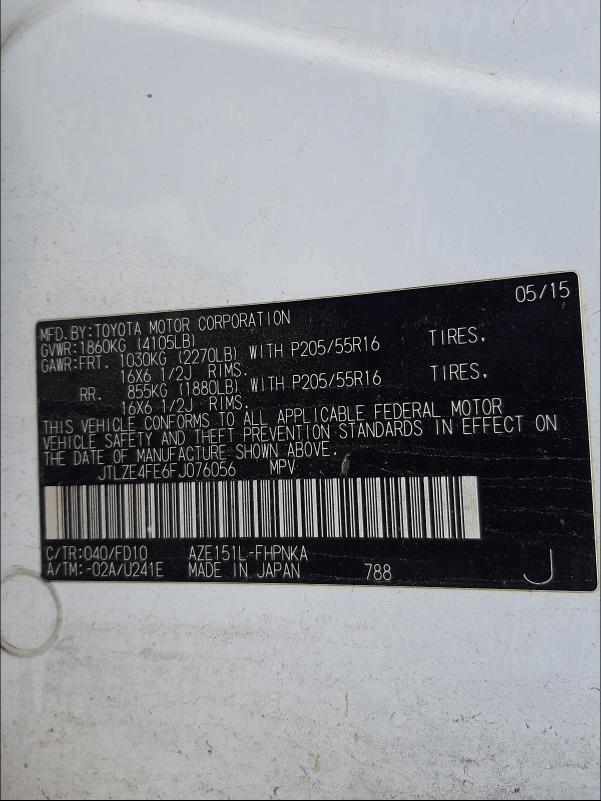 05/15
MFD.BY:TOYOTA MOTOR CORPORATION
GVWR:1860KG (4105LB)
GAWR:FRT. 1030KG (2270LB) WITH P205/55R16 TIRES,
16X6 1/2J RIMS.
RR. 855KG (1880LB) WITH P205/55R16 TIRES,
16X6 1/2J RIMS.
THIS VEHICLE CONFORMS TO ALL APPLICABLE FEDERAL MOTOR
VEHICLE SAFETY AND THEFT PREVENTION STANDARDS IN EFFECT ON
THE DATE OF MANUFACTURE SHOWN ABOVE.
JTLZE4FE6FJ076056 MPV
C/TR:040/FD10 AZE151L-FHPNKA
A/TM:-02A/U241E MADE IN JAPAN 788 J